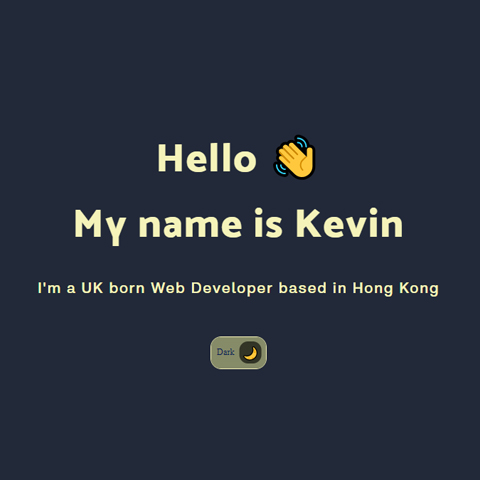 Hello 👋
My name is Kevin
I'm a UK born Web Developer based in Hong Kong
Dark 🌙